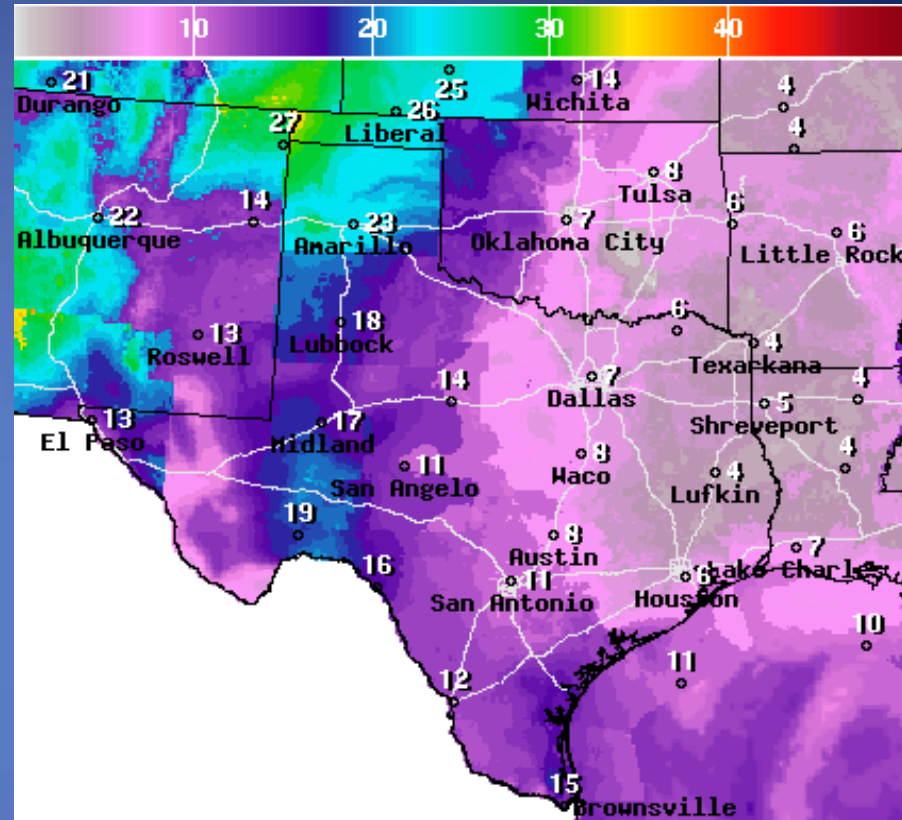 10 20 30 40
21 25 14 4
Durango 26 Wichita
27 Liberal 4
8
Tulsa
22 14 23 7 6 6
Albuquerque Amarillo Oklahoma City Little Rock
13 18 6
Roswell Lubbock 4
Texarkana
14 7 4
Dallas 5
13 17 Shreveport
El Paso Midland
11 8 4 4
San Angelo Waco Lufkin
19 8 7
Austin Lake Charles
16 11 6
San Antonio Houston
10
12 11
15
Brownsville